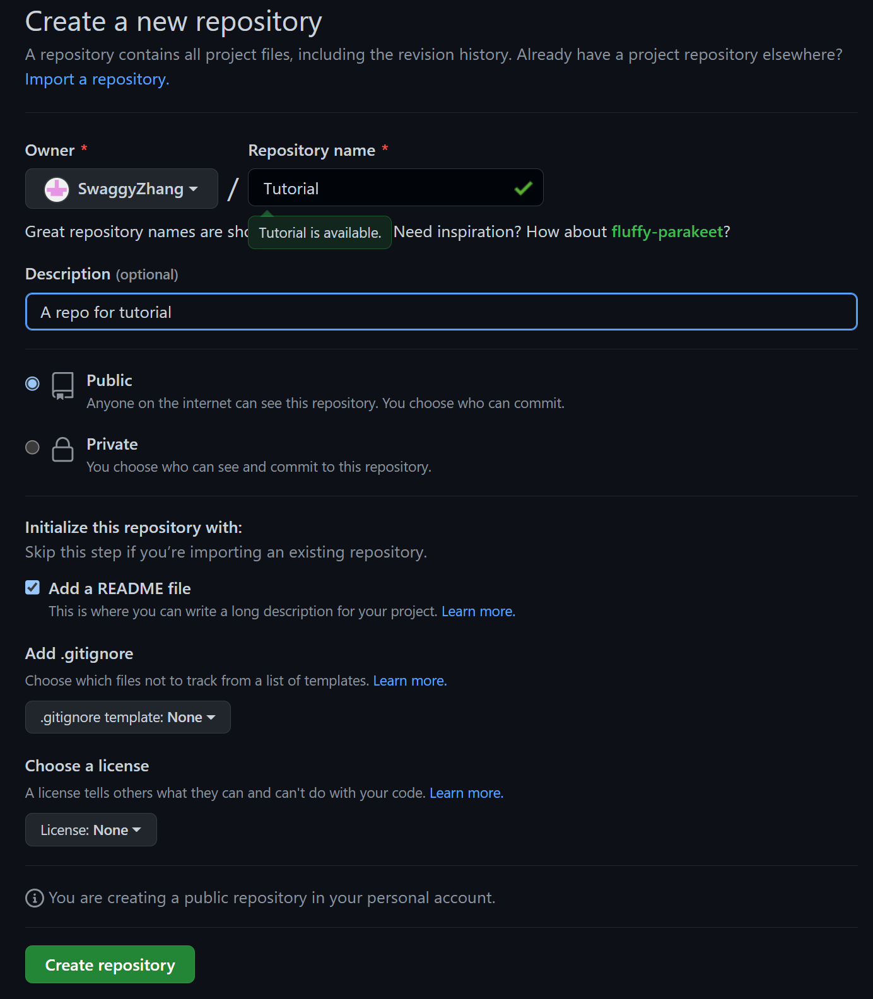 Create a new repository
A repository contains all project files, including the revision history. Already have a project repository elsewhere?
Import a repository.
Owner *
Repository name *
SwaggyZhang
/
Tutorial
Great repository names are
Tutorial is available.
Need inspiration? How about fluffy-parakeet?
Description (optional)
A repo for tutorial
Public
Anyone on the internet can see this repository. You choose who can commit.
Private
You choose who can see and commit to this repository.
Initialize this repository with:
Skip this step if you’re importing an existing repository.
Add a README file
This is where you can write a long description for your project. Learn more.
Add .gitignore
Choose which files not to track from a list of templates. Learn more.
.gitignore template: None
Choose a license
A license tells others what they can and can't do with your code. Learn more.
License: None
You are creating a public repository in your personal account.
Create repository